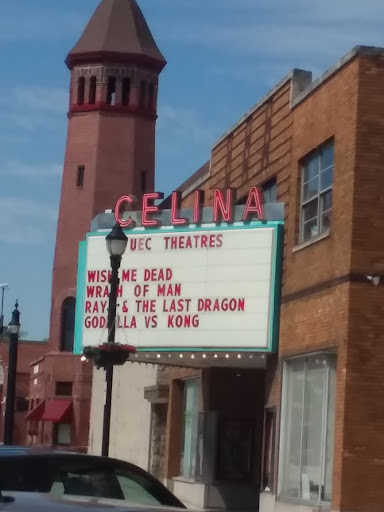 CELINA
UEC THEATRES
WISH ME DEAD
WRATH OF MAN
RAYA & THE LAST DRAGON
GODZILLA VS KONG